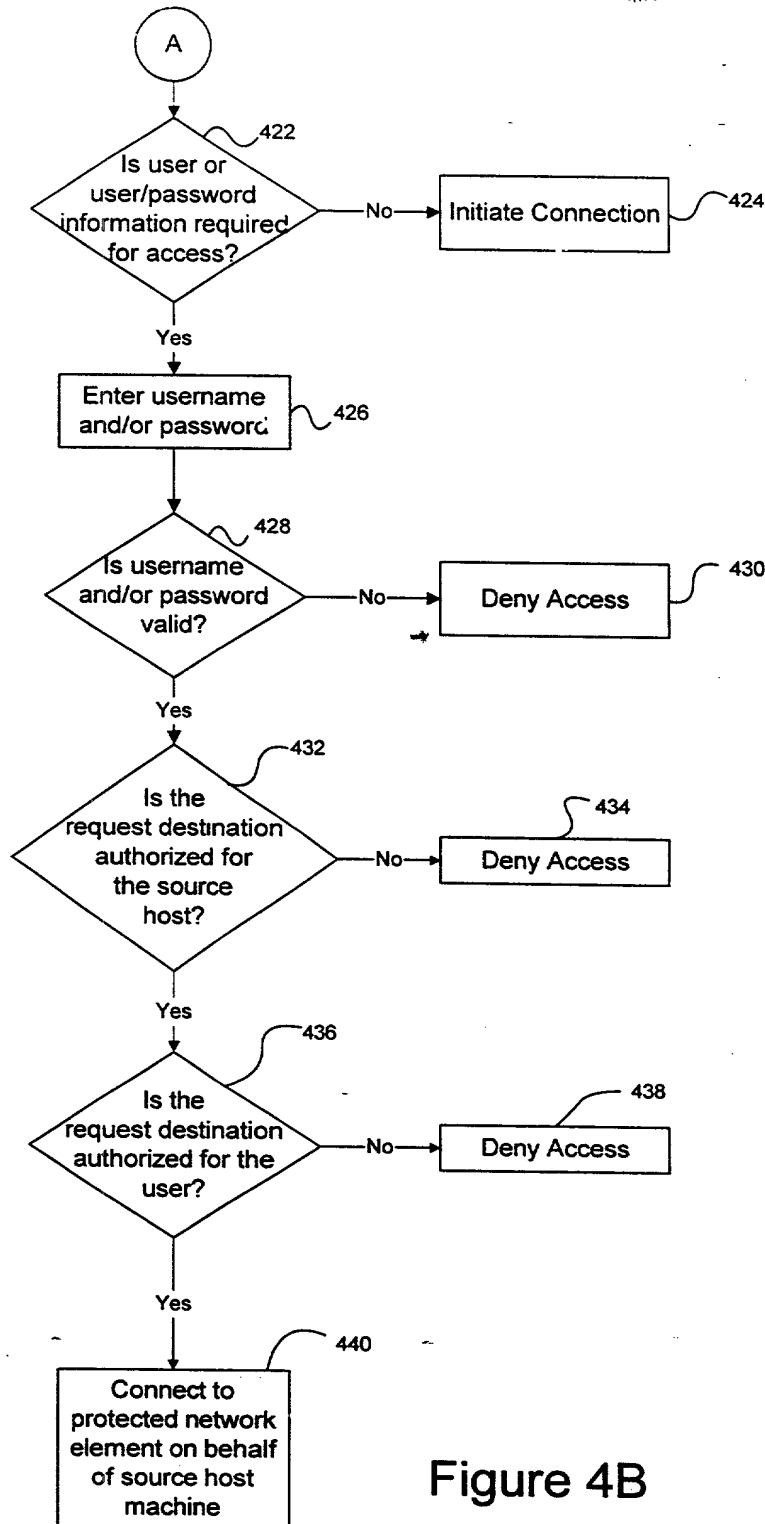 A
422
Is user or
user/password
information required
for access?
No
Initiate Connection
424
Yes
Enter username
and/or password
426
428
Is username
and/or password
valid?
No
Deny Access
430
Yes
432
Is the
request destination
authorized for
the source
host?
No
434
Deny Access
Yes
436
Is the
request destination
authorized for the
user?
No
438
Deny Access
Yes
440
Connect to
protected network
element on behalf
of source host
machine
Figure 4B